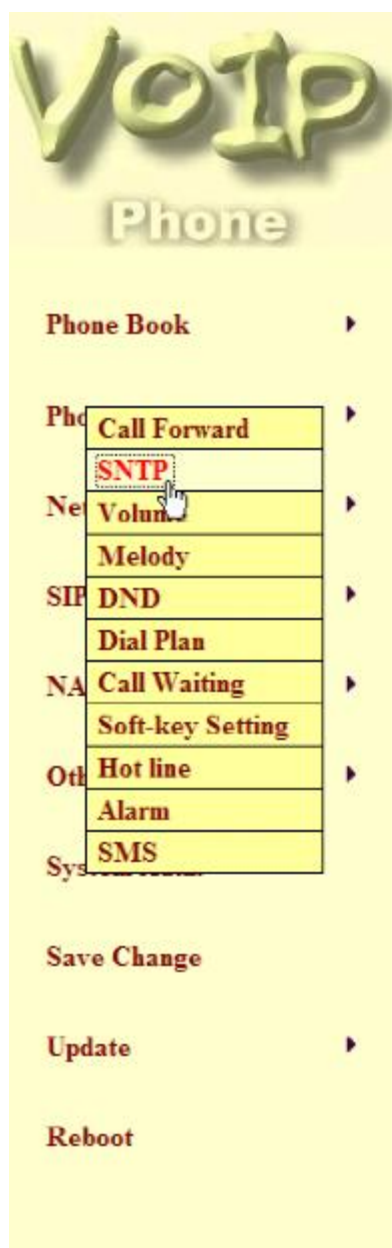 VoIP
Phone
Phone Book
Call Forward
SNTP
Volume
Melody
SIP
DND
Dial Plan
Call Waiting
Soft-key Setting
Hot line
Alarm
SMS
Save Change
Update
Reboot